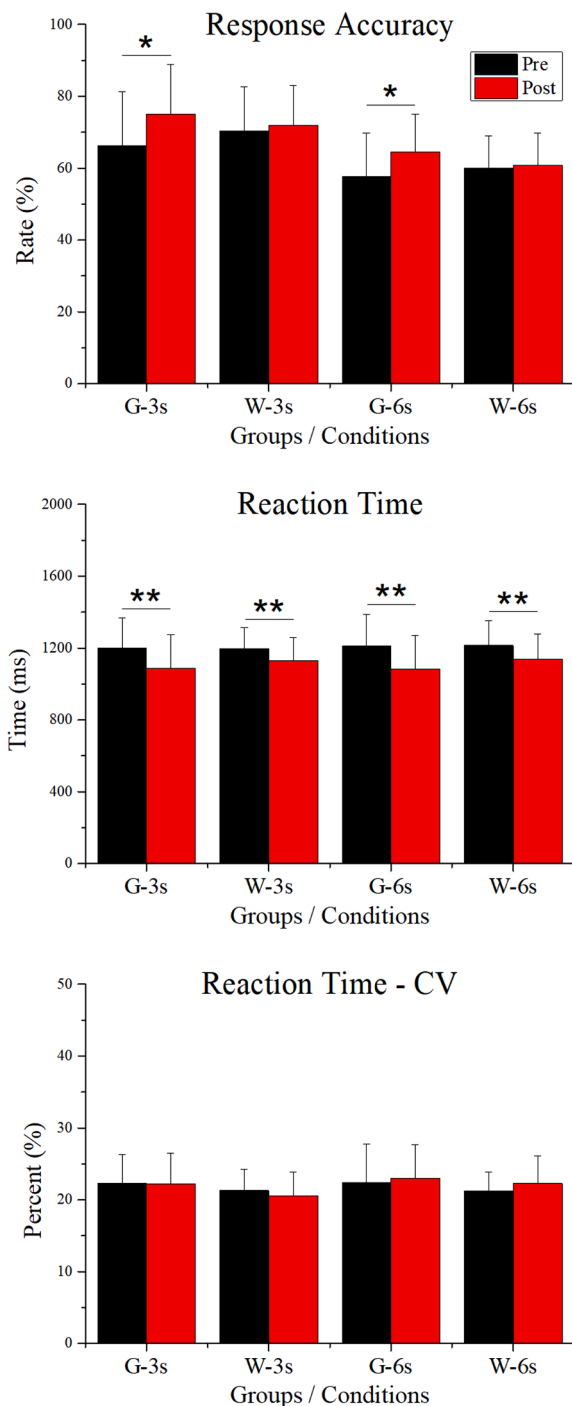 Response Accuracy
100
80
60
40
20
0
Rate (%)
Pre
Post
*
*
G-3s W-3s G-6s W-6s
Groups / Conditions
Reaction Time
2000
1600
1200
800
400
0
Time (ms)
** ** ** **
G-3s W-3s G-6s W-6s
Groups / Conditions
Reaction Time - CV
50
40
30
20
10
0
Percent (%)
G-3s W-3s G-6s W-6s
Groups / Conditions